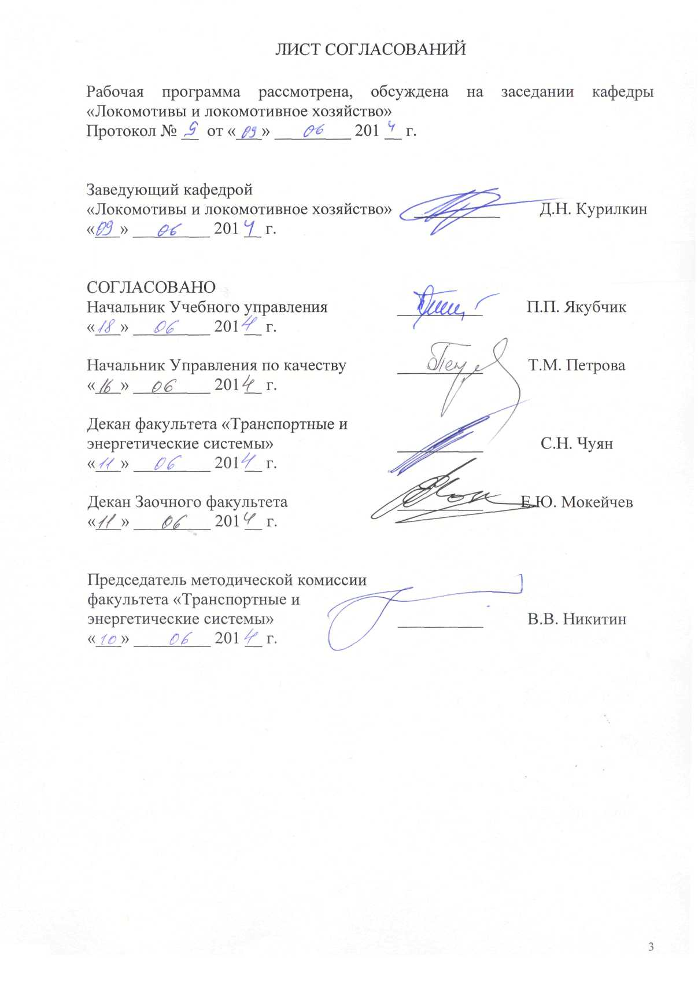 ЛИСТ СОГЛАСОВАНИЙ
Рабочая программа рассмотрена, обсуждена на заседании кафедры
«Локомотивы и локомотивное хозяйство»
Протокол № 9 от «09» 06 2014 г.
Заведующий кафедрой
«Локомотивы и локомотивное хозяйство» Д.Н. Курилкин
«09» 06 2014 г.
СОГЛАСОВАНО
Начальник Учебного управления П.П. Якубчик
«18» 06 2014 г.
Начальник Управления по качеству Т.М. Петрова
«16» 06 2014 г.
Декан факультета «Транспортные и
энергетические системы» С.Н. Чуян
«11» 06 2014 г.
Декан Заочного факультета Е.Ю. Мокейчев
«11» 06 2014 г.
Председатель методической комиссии
факультета «Транспортные и
энергетические системы» В.В. Никитин
«10» 06 2014 г.
3